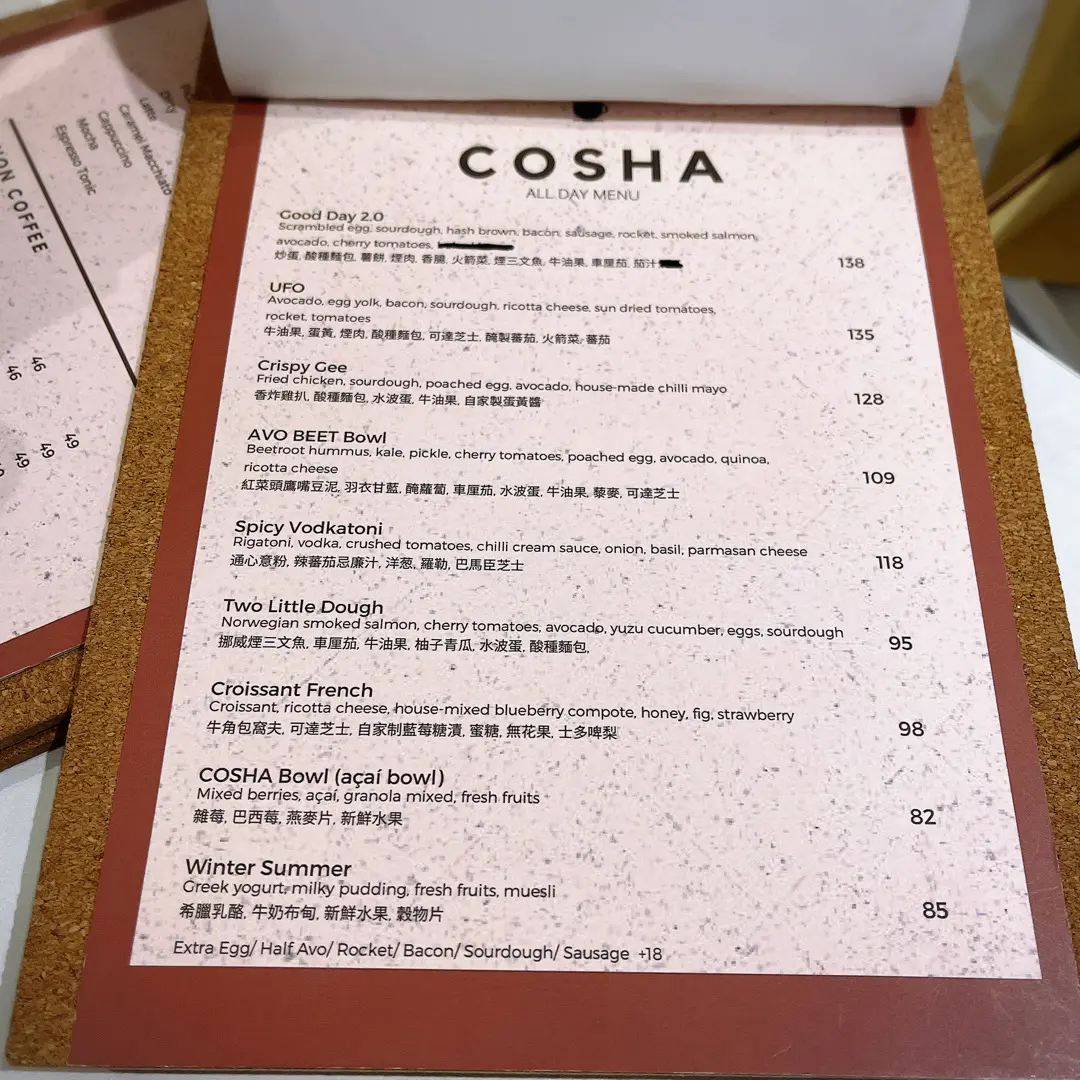 COSHA
ALL DAY MENU
Good Day 2.0
Scrambled egg, sourdough, hash brown, bacon, sausage, rocket, smoked salmon,
avocado, cherry tomatoes,
炒蛋, 酸種麵包, 薯餅, 煙肉, 香腸, 火箭菜, 煙三文魚, 牛油果, 車厘茄, 茄汁
138
UFO
Avocado, egg yolk, bacon, sourdough, ricotta cheese, sun dried tomatoes,
rocket, tomatoes
牛油果, 蛋黃, 煙肉, 酸種麵包, 可達芝士, 醃製蕃茄, 火箭菜, 蕃茄
135
Crispy Gee
Fried chicken, sourdough, poached egg, avocado, house-made chilli mayo
香炸雞扒, 酸種麵包, 水波蛋, 牛油果, 自家製蛋黃醬
128
AVO BEET Bowl
Beetroot hummus, kale, pickle, cherry tomatoes, poached egg, avocado, quinoa,
ricotta cheese
紅菜頭鷹嘴豆泥, 羽衣甘藍, 醃蘿蔔, 車厘茄, 水波蛋, 牛油果, 藜麥, 可達芝士
109
Spicy Vodkatoni
Rigatoni, vodka, crushed tomatoes, chilli cream sauce, onion, basil, parmasan cheese
通心意粉, 辣蕃茄忌廉汁, 洋葱, 羅勒, 巴馬臣芝士
118
Two Little Dough
Norwegian smoked salmon, cherry tomatoes, avocado, yuzu cucumber, eggs, sourdough
挪威煙三文魚, 車厘茄, 牛油果, 柚子青瓜, 水波蛋, 酸種麵包,
95
Croissant French
Croissant, ricotta cheese, house-mixed blueberry compote, honey, fig, strawberry
牛角包窩夫, 可達芝士, 自家制藍莓糖漬, 蜜糖, 無花果, 士多啤梨
98
COSHA Bowl (açaí bowl)
Mixed berries, açaí, granola mixed, fresh fruits
雜莓, 巴西莓, 燕麥片, 新鮮水果
82
Winter Summer
Greek yogurt, milky pudding, fresh fruits, muesli
希臘乳酪, 牛奶布甸, 新鮮水果, 穀物片
85
Extra Egg/ Half Avo/ Rocket/ Bacon/ Sourdough/ Sausage +18
COFFEE
Dirty
Latte
Caramel Macchiato
Cappuccino
Mocha
Espresso Tonic
46
46
49
49
49